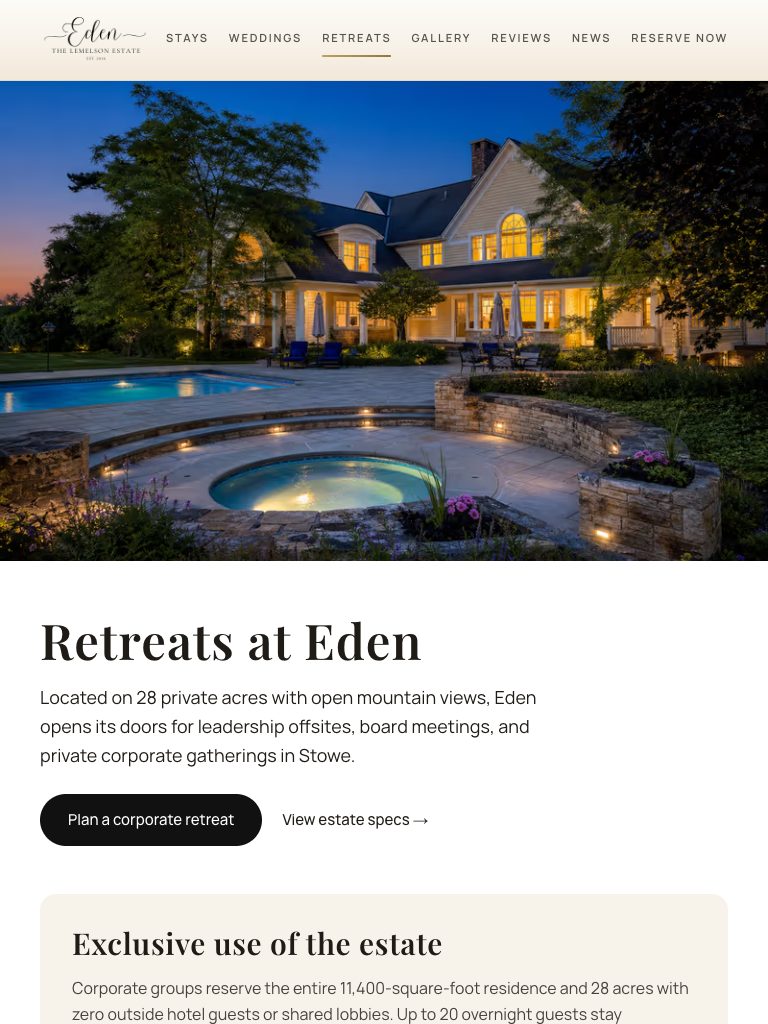 Eden
THE LEMELSON ESTATE
STAYS WEDDINGS RETREATS GALLERY REVIEWS NEWS RESERVE NOW
Retreats at Eden
Located on 28 private acres with open mountain views, Eden
opens its doors for leadership offsites, board meetings, and
private corporate gatherings in Stowe.
Plan a corporate retreat
View estate specs →
Exclusive use of the estate
Corporate groups reserve the entire 11,400-square-foot residence and 28 acres with
zero outside hotel guests or shared lobbies. Up to 20 overnight guests stay